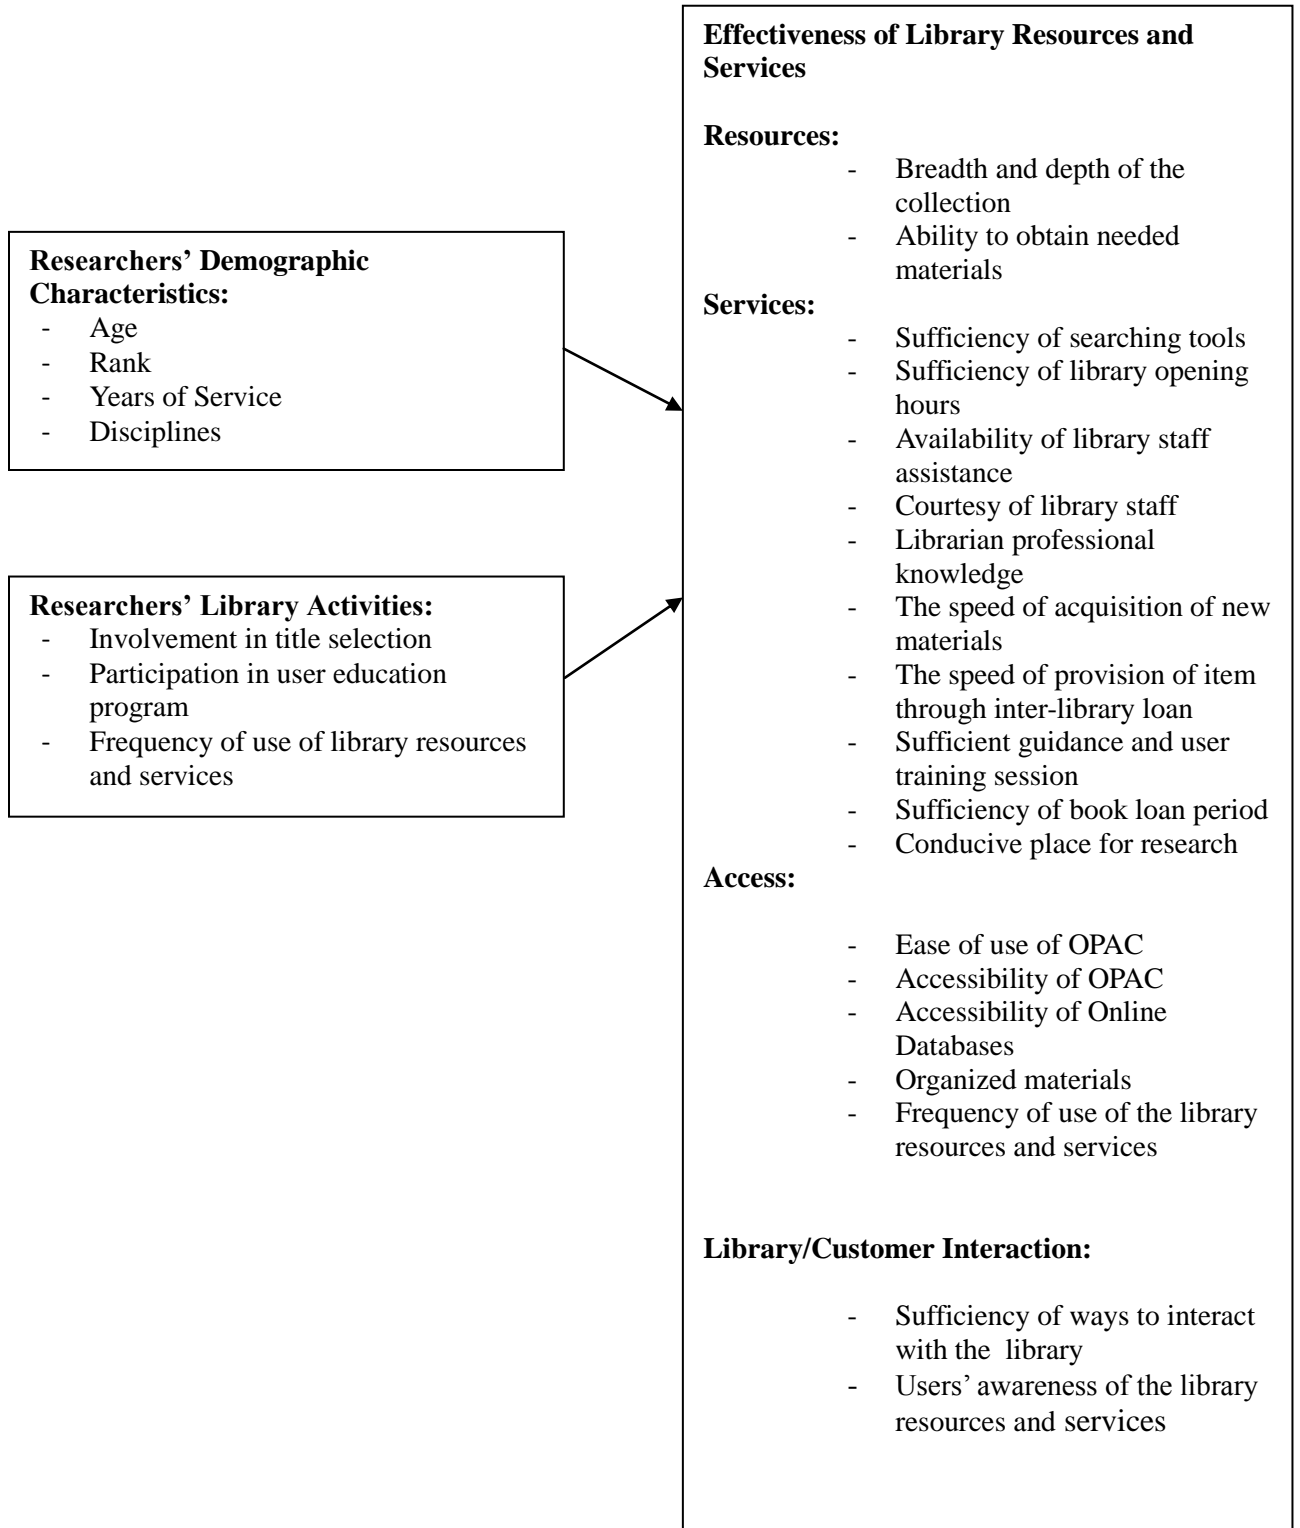 Researchers’ Demographic
Characteristics:
- Age
- Rank
- Years of Service
- Disciplines
Researchers’ Library Activities:
- Involvement in title selection
- Participation in user education
program
- Frequency of use of library resources
and services
Effectiveness of Library Resources and
Services
Resources:
- Breadth and depth of the
collection
- Ability to obtain needed
materials
Services:
- Sufficiency of searching tools
- Sufficiency of library opening
hours
- Availability of library staff
assistance
- Courtesy of library staff
- Librarian professional
knowledge
- The speed of acquisition of new
materials
- The speed of provision of item
through inter-library loan
- Sufficient guidance and user
training session
- Sufficiency of book loan period
- Conducive place for research
Access:
- Ease of use of OPAC
- Accessibility of OPAC
- Accessibility of Online
Databases
- Organized materials
- Frequency of use of the library
resources and services
Library/Customer Interaction:
- Sufficiency of ways to interact
with the library
- Users’ awareness of the library
resources and services